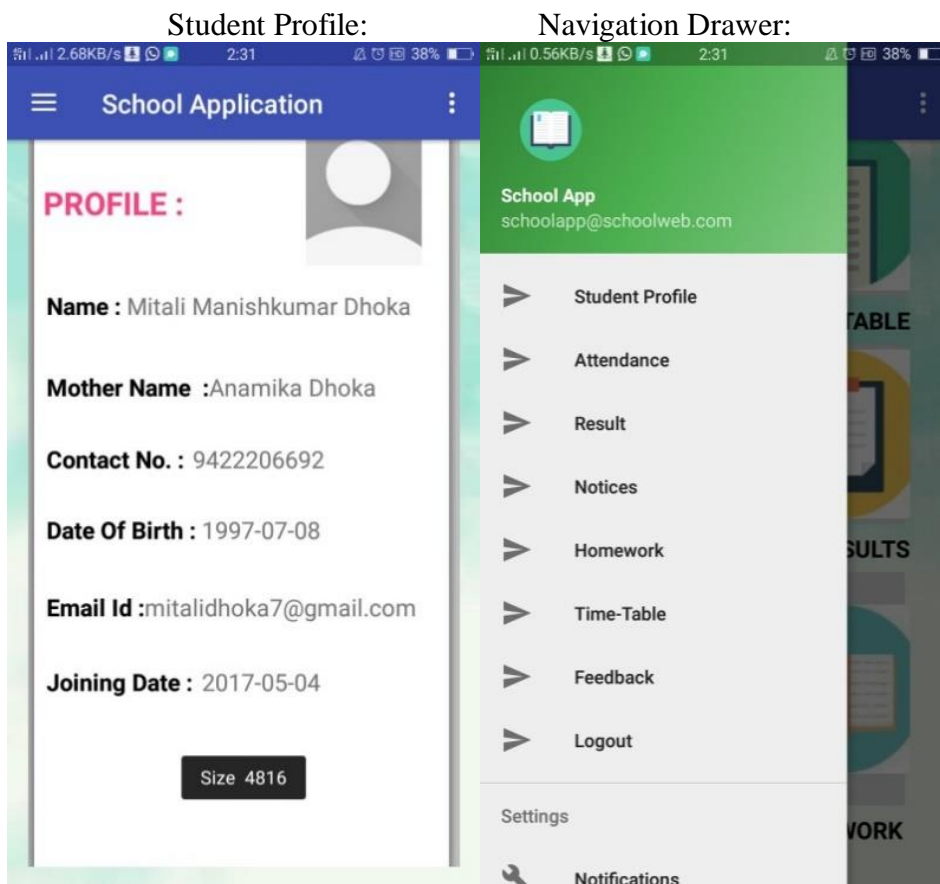 Student Profile:
2.68KB/s 2:31 HD 38%
School Application
PROFILE :
Name : Mitali Manishkumar Dhoka
Mother Name :Anamika Dhoka
Contact No. : 9422206692
Date Of Birth : 1997-07-08
Email Id :mitalidhoka7@gmail.com
Joining Date : 2017-05-04
Size 4816
Navigation Drawer:
0.56KB/s 2:31 HD 38%
School App
schoolapp@schoolweb.com
Student Profile
Attendance
Result
Notices
Homework
Time-Table
Feedback
Logout
Settings
Notifications
TABLE
SULTS
WORK